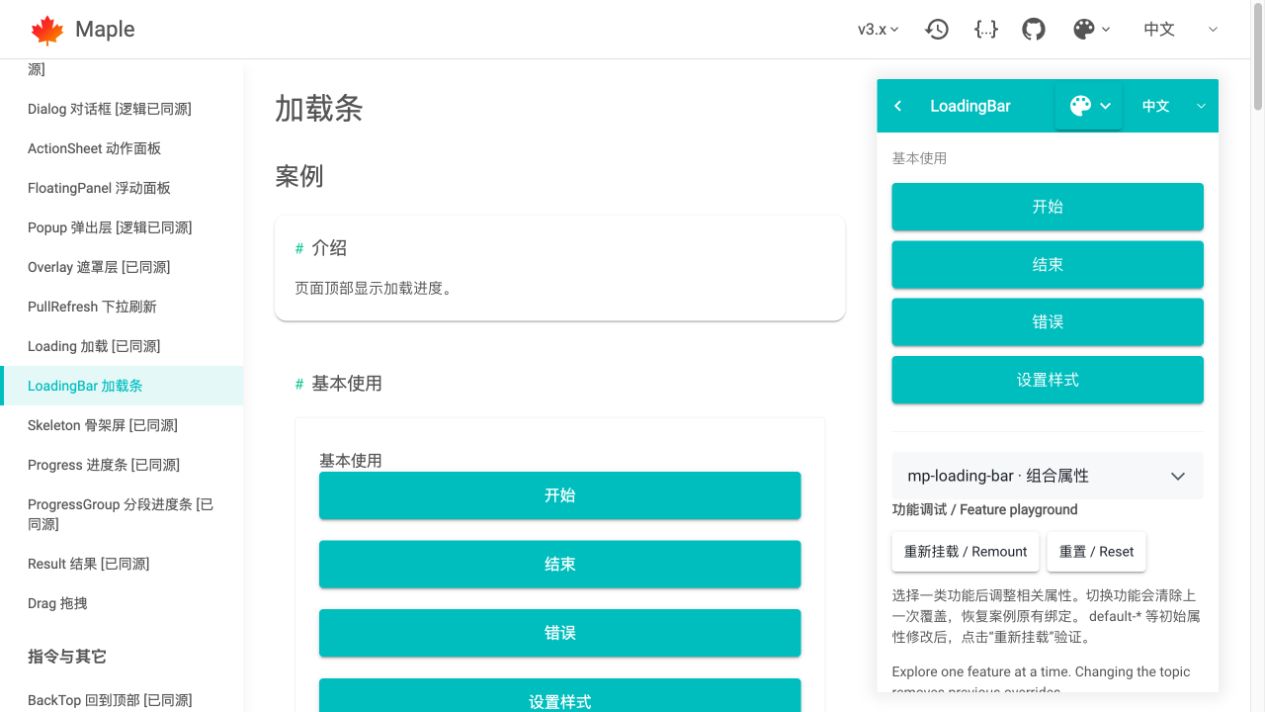 Maple
v3.x
{...}
中文
源]
Dialog 对话框 [逻辑已同源]
ActionSheet 动作面板
FloatingPanel 浮动面板
Popup 弹出层 [逻辑已同源]
Overlay 遮罩层 [已同源]
PullRefresh 下拉刷新
Loading 加载 [已同源]
LoadingBar 加载条
Skeleton 骨架屏 [已同源]
Progress 进度条 [已同源]
ProgressGroup 分段进度条 [已
同源]
Result 结果 [已同源]
Drag 拖拽
指令与其它
BackTop 回到顶部 [已同源]
加载条
案例
# 介绍
页面顶部显示加载进度。
# 基本使用
基本使用
开始
结束
错误
设置样式
LoadingBar
中文
基本使用
开始
结束
错误
设置样式
mp-loading-bar · 组合属性
功能调试 / Feature playground
重新挂载 / Remount
重置 / Reset
选择一类功能后调整相关属性。切换功能会清除上
一次覆盖，恢复案例原有绑定。 default-* 等初始属
性修改后，点击“重新挂载”验证。
Explore one feature at a time. Changing the topic
removes previous overrides